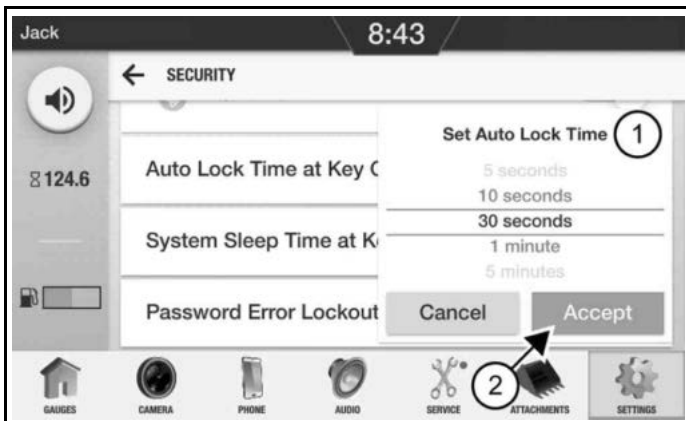 Jack
8:43
SECURITY
124.6
Set Auto Lock Time
1
5 seconds
10 seconds
30 seconds
1 minute
5 minutes
Auto Lock Time at Key
System Sleep Time at
Password Error Lockout
Cancel
Accept
2
GAUGES
CAMERA
PHONE
AUDIO
SERVICE
ATTACHMENTS
SETTINGS